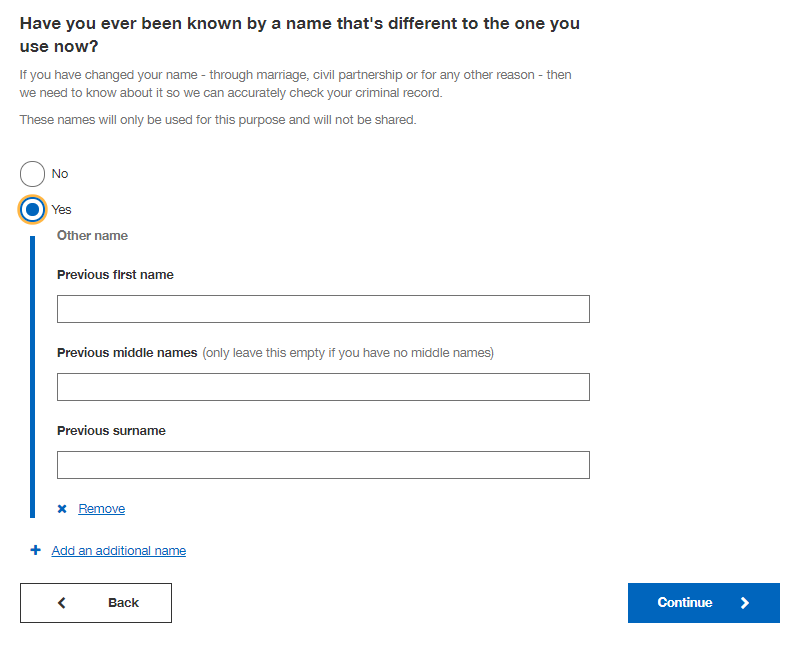 Have you ever been known by a name that's different to the one you
use now?
If you have changed your name - through marriage, civil partnership or for any other reason - then
we need to know about it so we can accurately check your criminal record.
These names will only be used for this purpose and will not be shared.
No
Yes
Other name
Previous first name
Previous middle names (only leave this empty if you have no middle names)
Previous surname
Remove
Add an additional name
Back
Continue